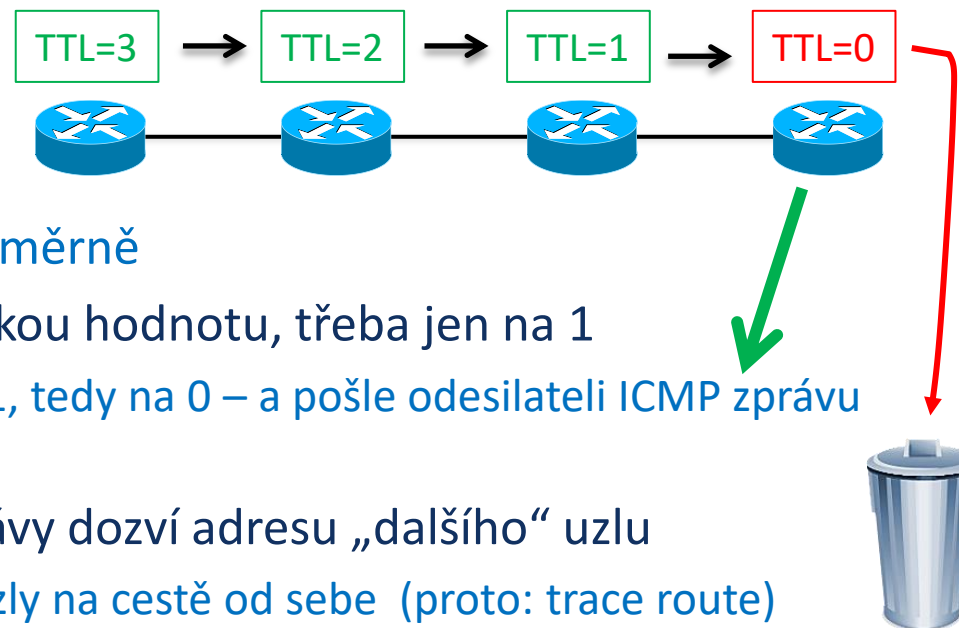 TTL=3 TTL=2 TTL=1 TTL=0
měrně
kou hodnotu, třeba jen na 1
, tedy na 0 – a pošle odesilateli ICMP zprávu
ávy dozví adresu „dalšího“ uzlu
zly na cestě od sebe (proto: trace route)